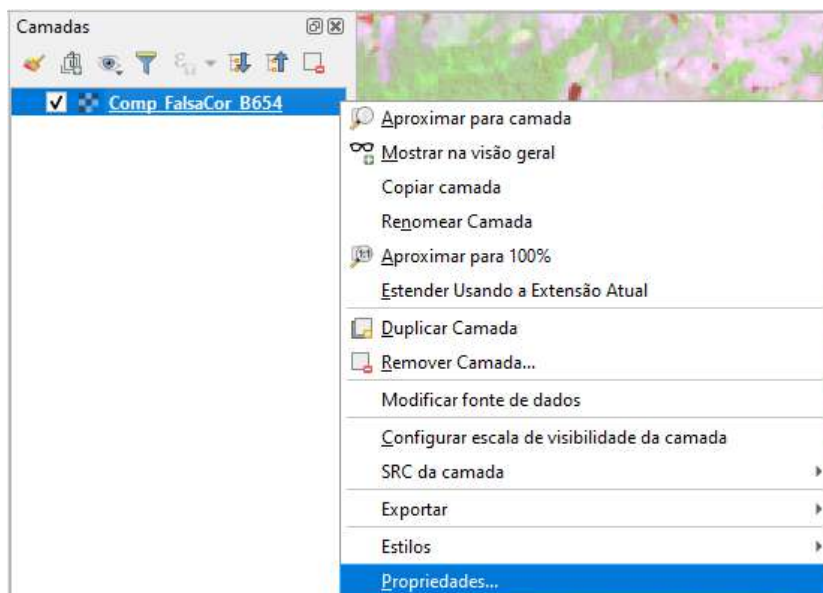 Camadas
Comp_FalsaCor_B654
Aproximar para camada
Mostrar na visão geral
Copiar camada
Renomear Camada
Aproximar para 100%
Estender Usando a Extensão Atual
Duplicar Camada
Remover Camada...
Modificar fonte de dados
Configurar escala de visibilidade da camada
SRC da camada
Exportar
Estilos
Propriedades...